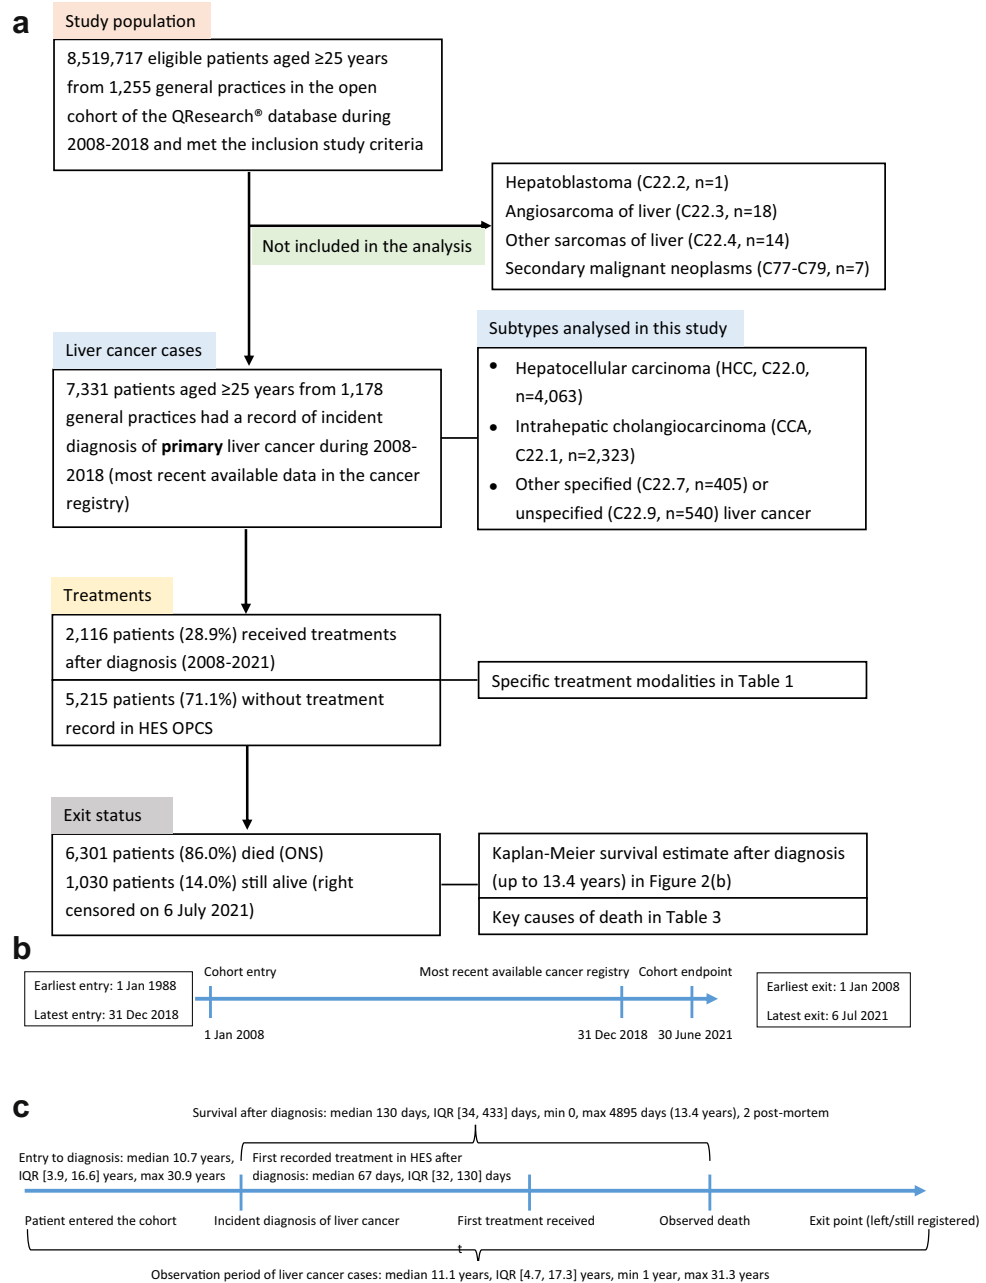 a
Study population
8,519,717 eligible patients aged ≥25 years
from 1,255 general practices in the open
cohort of the QResearch® database during
2008-2018 and met the inclusion study criteria
Hepatoblastoma (C22.2, n=1)
Angiosarcoma of liver (C22.3, n=18)
Other sarcomas of liver (C22.4, n=14)
Secondary malignant neoplasms (C77-C79, n=7)
Not included in the analysis
Liver cancer cases
7,331 patients aged ≥25 years from 1,178
general practices had a record of incident
diagnosis of primary liver cancer during 2008-
2018 (most recent available data in the cancer
registry)
Subtypes analysed in this study
• Hepatocellular carcinoma (HCC, C22.0,
n=4,063)
• Intrahepatic cholangiocarcinoma (CCA,
C22.1, n=2,323)
• Other specified (C22.7, n=405) or
unspecified (C22.9, n=540) liver cancer
Treatments
2,116 patients (28.9%) received treatments
after diagnosis (2008-2021)
5,215 patients (71.1%) without treatment
record in HES OPCS
Specific treatment modalities in Table 1
Exit status
6,301 patients (86.0%) died (ONS)
1,030 patients (14.0%) still alive (right
censored on 6 July 2021)
Kaplan-Meier survival estimate after diagnosis
(up to 13.4 years) in Figure 2(b)
Key causes of death in Table 3
b
Earliest entry: 1 Jan 1988
Latest entry: 31 Dec 2018
Cohort entry
Most recent available cancer registry
Cohort endpoint
1 Jan 2008
31 Dec 2018
30 June 2021
Earliest exit: 1 Jan 2008
Latest exit: 6 Jul 2021
c
Survival after diagnosis: median 130 days, IQR [34, 433] days, min 0, max 4895 days (13.4 years), 2 post-mortem
Entry to diagnosis: median 10.7 years,
IQR [3.9, 16.6] years, max 30.9 years
First recorded treatment in HES after
diagnosis: median 67 days, IQR [32, 130] days
Patient entered the cohort
Incident diagnosis of liver cancer
First treatment received
Observed death
Exit point (left/still registered)
t
Observation period of liver cancer cases: median 11.1 years, IQR [4.7, 17.3] years, min 1 year, max 31.3 years